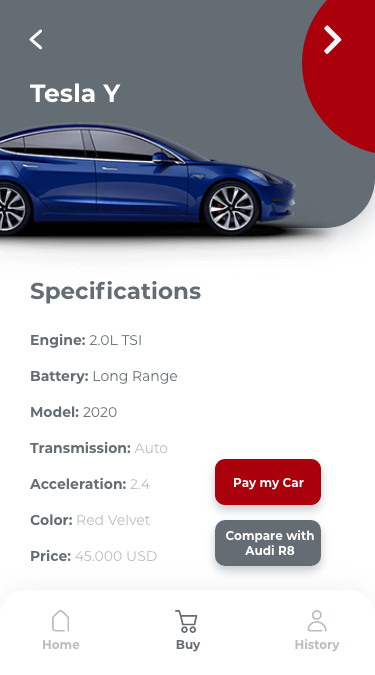 Tesla Y
Specifications
Engine: 2.0L TSI
Battery: Long Range
Model: 2020
Transmission: Auto
Acceleration: 2.4
Color: Red Velvet
Price: 45.000 USD
Pay my Car
Compare with
Audi R8
Home
Buy
History